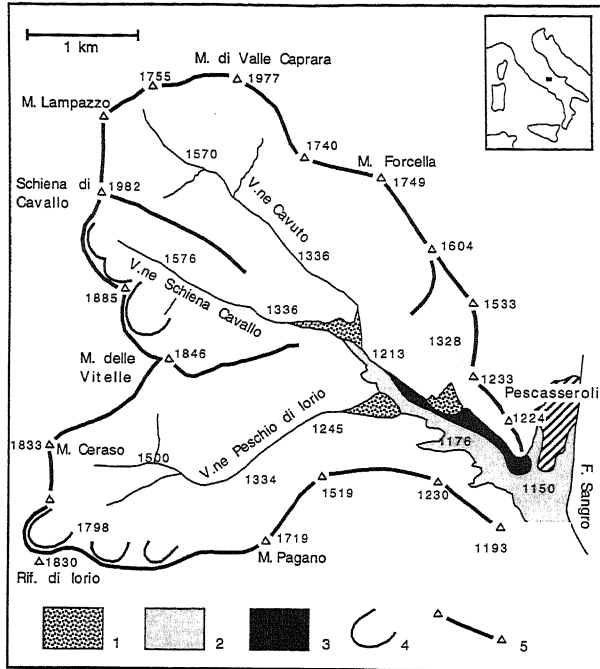 1 km
M. di Valle Caprara
1755
1977
M. Lampazzo
1740
1570
M. Forcella
1749
Schiena di
Cavallo
1982
V.ne Cavuto
1604
1576
1336
V.ne Schiena Cavallo
1885
1336
1533
1213
1328
M. delle
Vitelle
1846
1233
Pescasseroli
1224
V.ne Peschio di Iorio
1245
1833
M. Ceraso
1176
1500
1334
1150
F. Sangro
1519
1230
1798
1719
1193
M. Pagano
1830
Rif. di Iorio
1
2
3
4
5